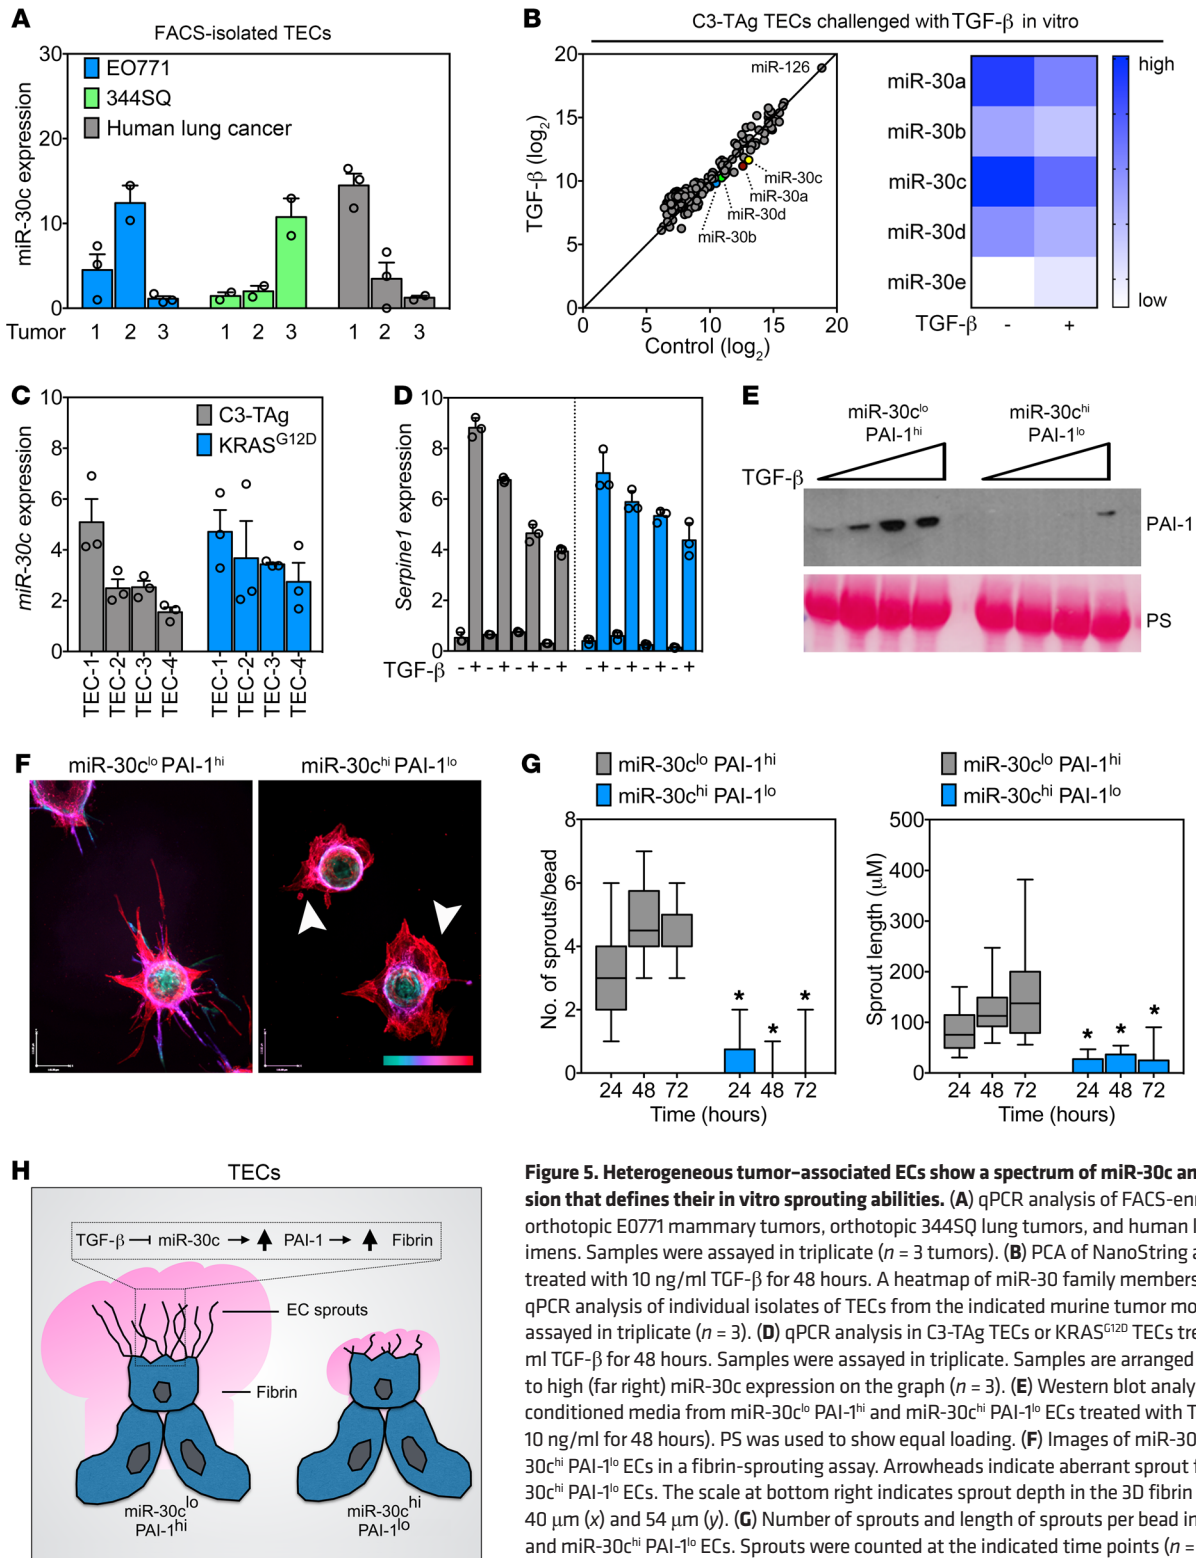 A
FACS-isolated TECs
miR-30c expression
30
20
10
0
EO771
344SQ
Human lung cancer
Tumor 1 2 3 1 2 3 1 2 3
B
C3-TAg TECs challenged with TGF-β in vitro
TGF-β (log2)
20
15
10
5
0
miR-126
miR-30c
miR-30a
miR-30d
miR-30b
0 5 10 15 20
Control (log2)
miR-30a
miR-30b
miR-30c
miR-30d
miR-30e
TGF-β - +
high
low
C
miR-30c expression
10
8
6
4
2
0
C3-TAg
KRASG12D
TEC-1 TEC-2 TEC-3 TEC-4 TEC-1 TEC-2 TEC-3 TEC-4
D
Serpine1 expression
10
8
6
4
2
0
TGF-β - + - + - + - + - + - + - + - +
E
miR-30clo miR-30chi
PAI-1hi PAI-1lo
TGF-β
PAI-1
PS
F
miR-30clo PAI-1hi miR-30chi PAI-1lo
G
miR-30clo PAI-1hi
miR-30chi PAI-1lo
No. of sprouts/bead
8
6
4
2
0
* * *
24 48 72 24 48 72
Time (hours)
miR-30clo PAI-1hi
miR-30chi PAI-1lo
Sprout length (μM)
500
400
300
200
100
0
* * *
24 48 72 24 48 72
Time (hours)
H
TECs
TGF-β miR-30c PAI-1 Fibrin
EC sprouts
Fibrin
miR-30clo
PAI-1hi
miR-30chi
PAI-1lo
Figure 5. Heterogeneous tumor–associated ECs show a spectrum of miR-30c an
sion that defines their in vitro sprouting abilities. (A) qPCR analysis of FACS-enr
orthotopic E0771 mammary tumors, orthotopic 344SQ lung tumors, and human l
imens. Samples were assayed in triplicate (n = 3 tumors). (B) PCA of NanoString a
treated with 10 ng/ml TGF-β for 48 hours. A heatmap of miR-30 family members
qPCR analysis of individual isolates of TECs from the indicated murine tumor mo
assayed in triplicate (n = 3). (D) qPCR analysis in C3-TAg TECs or KRASG12D TECs tre
ml TGF-β for 48 hours. Samples were assayed in triplicate. Samples are arranged
to high (far right) miR-30c expression on the graph (n = 3). (E) Western blot analy
conditioned media from miR-30clo PAI-1hi and miR-30chi PAI-1lo ECs treated with T
10 ng/ml for 48 hours). PS was used to show equal loading. (F) Images of miR-30
30chi PAI-1lo ECs in a fibrin-sprouting assay. Arrowheads indicate aberrant sprout f
30chi PAI-1lo ECs. The scale at bottom right indicates sprout depth in the 3D fibrin
40 μm (x) and 54 μm (y). (G) Number of sprouts and length of sprouts per bead in
and miR-30chi PAI-1lo ECs. Sprouts were counted at the indicated time points (n =